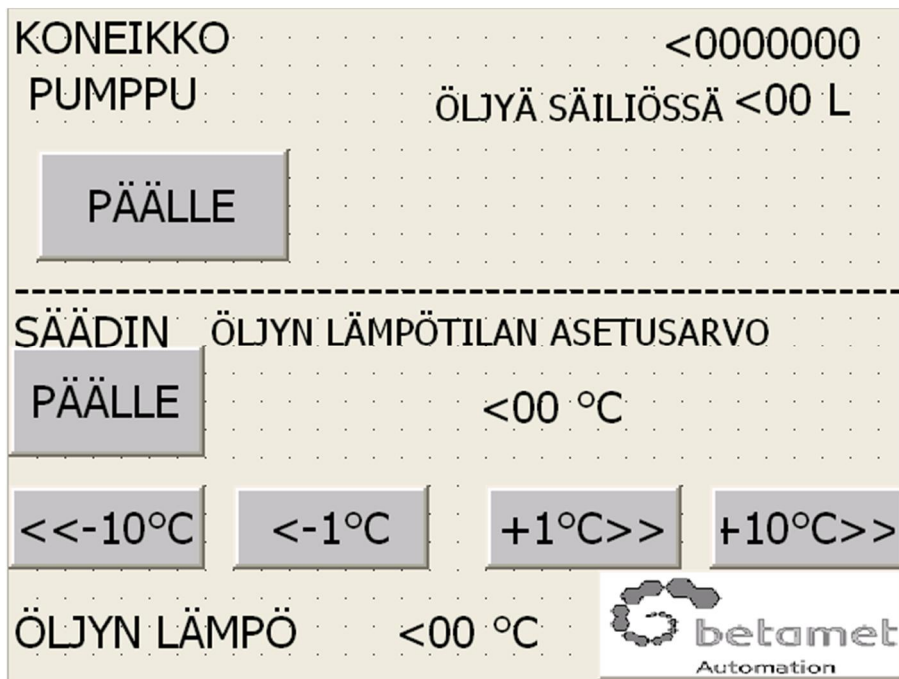 KONEIKKO <0000000
PUMPPU ÖLJYÄ SÄILIÖSSÄ <00 L
PÄÄLLE
SÄÄDIN ÖLJYN LÄMPÖTILAN ASETUSARVO
PÄÄLLE <00 °C
<<-10°C <-1°C +1°C>> +10°C>>
ÖLJYN LÄMPÖ <00 °C
betamet
Automation